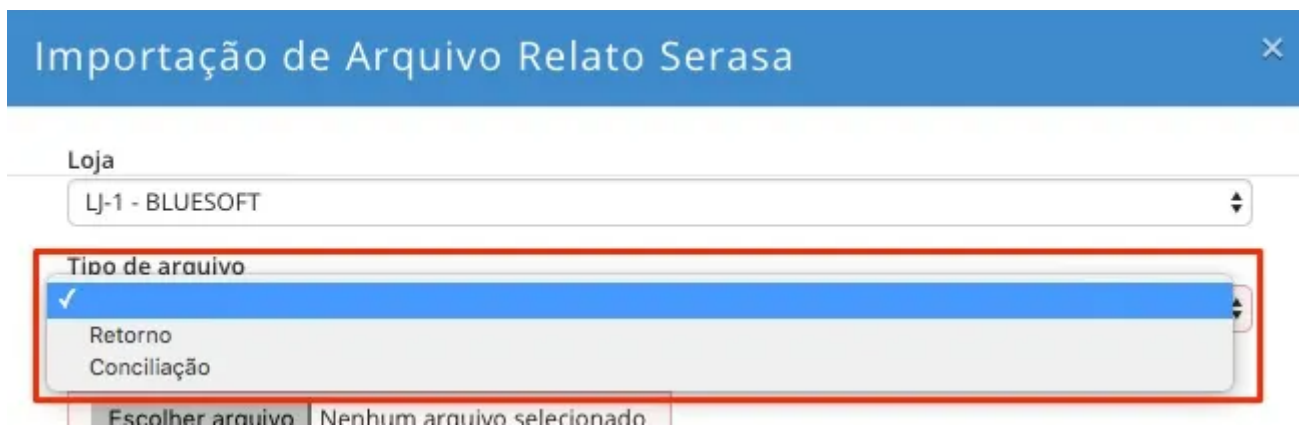 Importação de Arquivo Relato Serasa ×
Loja
LJ-1 - BLUESOFT
Tipo de arquivo
✓
Retorno
Conciliação
Escolher arquivo Nenhum arquivo selecionado